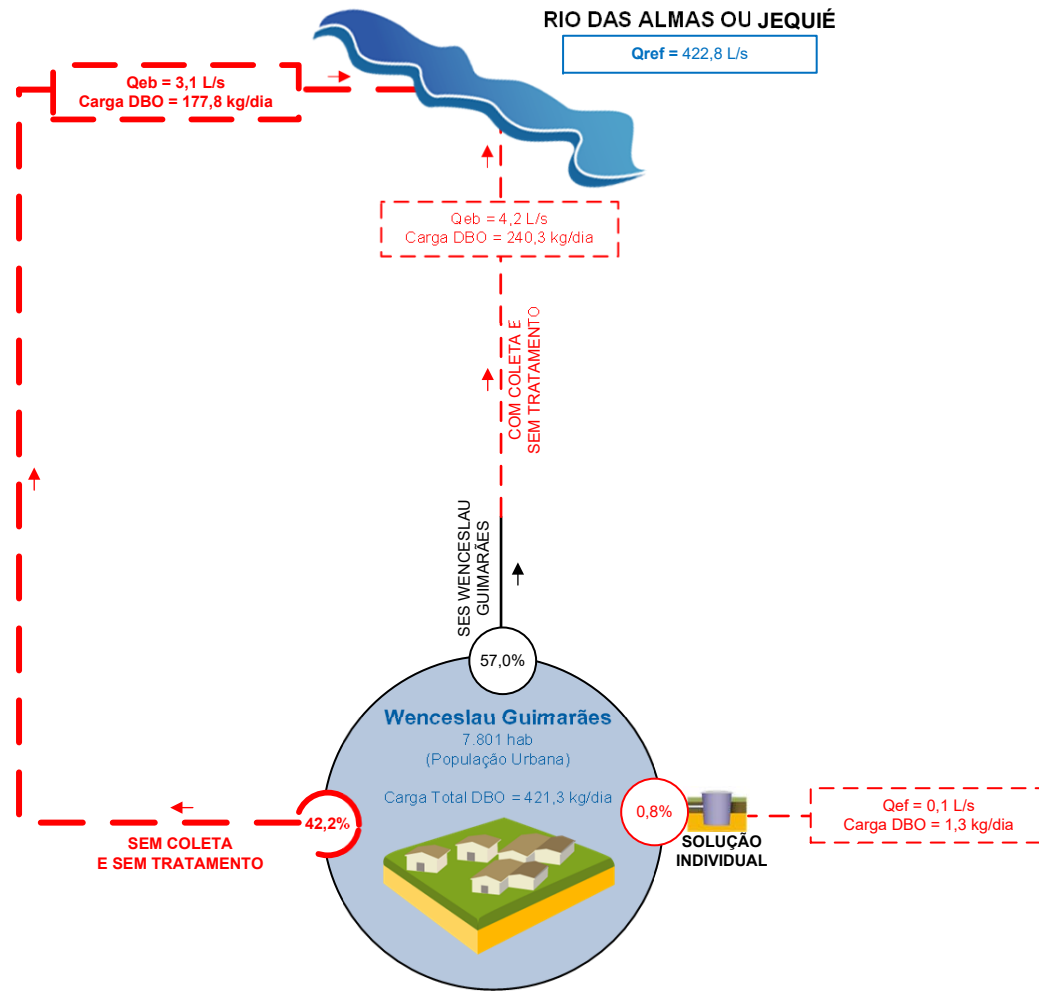 RIO DAS ALMAS OU JEQUIÉ
Qref = 422,8 L/s
Qeb = 3,1 L/s
Carga DBO = 177,8 kg/dia
Qeb = 4,2 L/s
Carga DBO = 240,3 kg/dia
COM COLETA E
SEM TRATAMENTO
SES WENCESLAU
GUIMARÃES
57,0%
Wenceslau Guimarães
7.801 hab
(População Urbana)
Carga Total DBO = 421,3 kg/dia
42,2%
0,8%
SEM COLETA
E SEM TRATAMENTO
SOLUÇÃO
INDIVIDUAL
Qef = 0,1 L/s
Carga DBO = 1,3 kg/dia